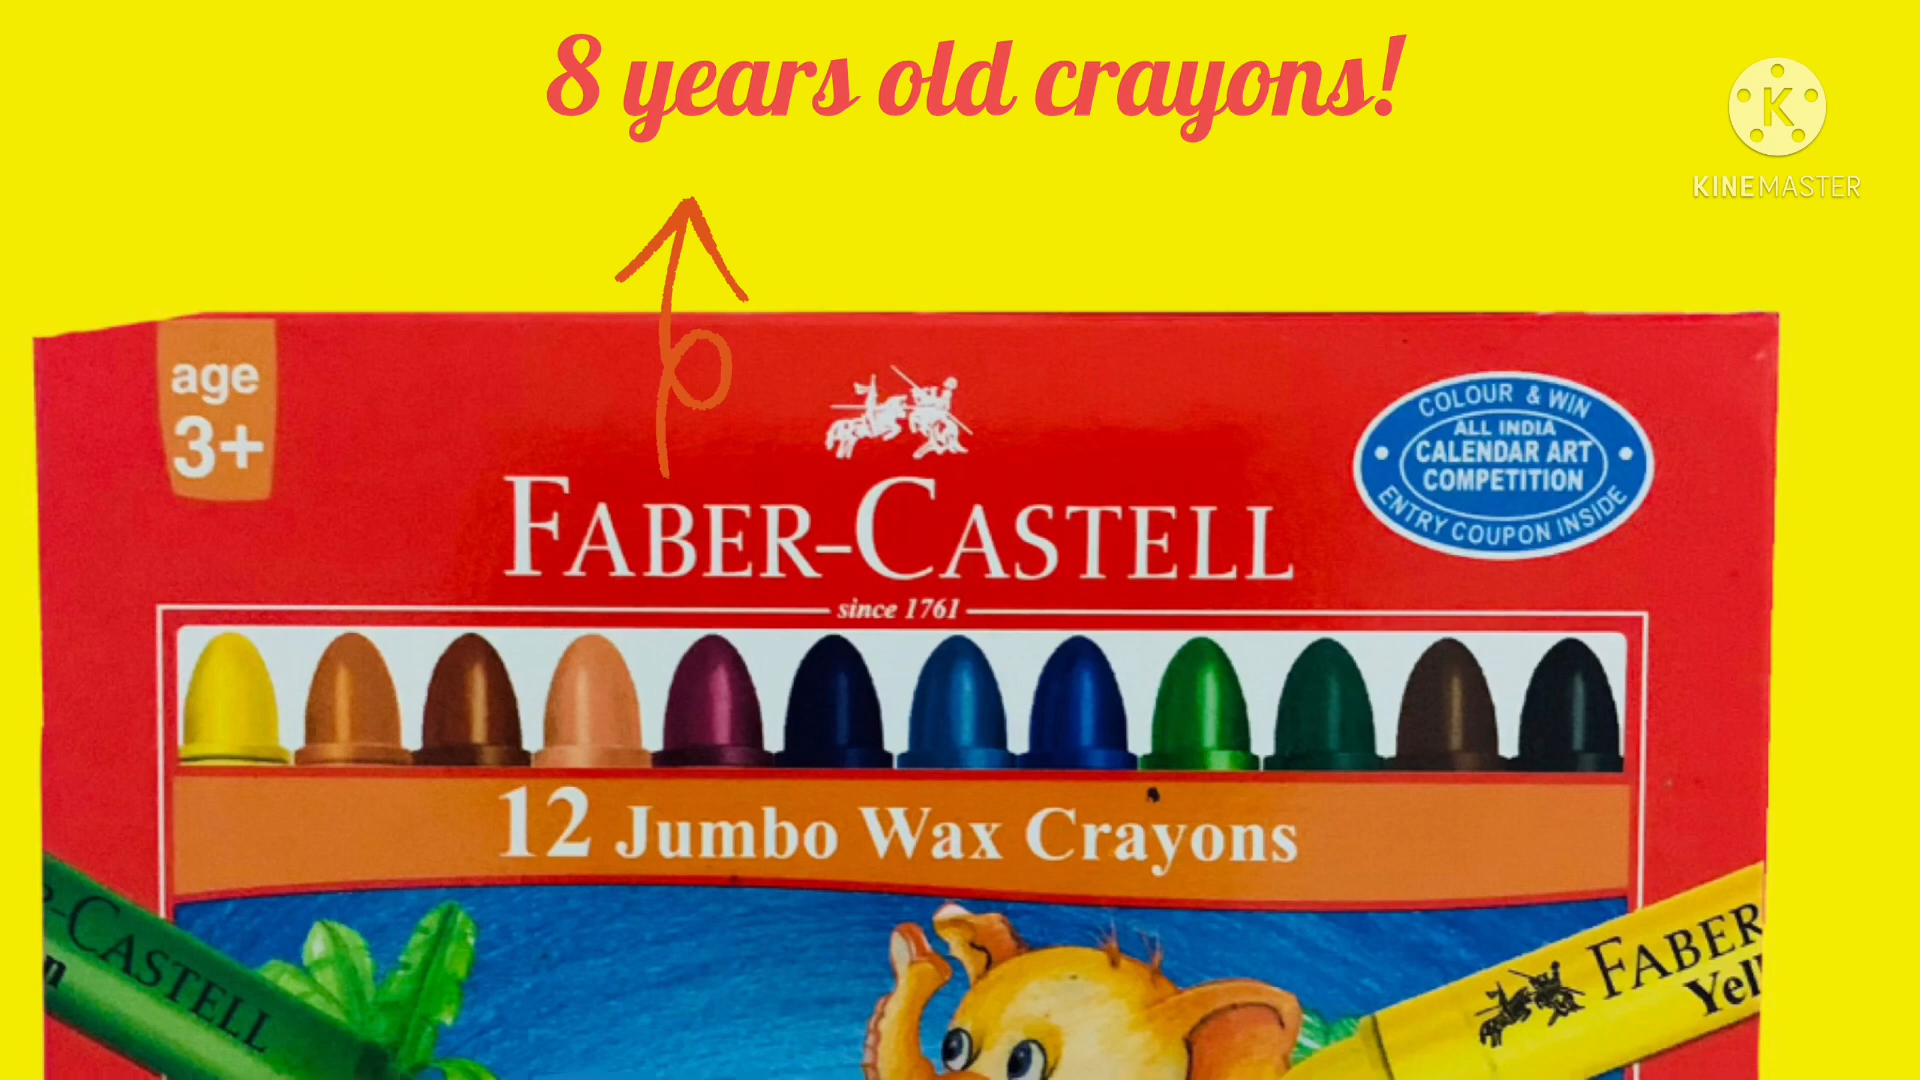 8 years old crayons!
K
KINEMASTER
age
3+
FABER-CASTELL
since 1761
COLOUR & WIN
ALL INDIA
CALENDAR ART
COMPETITION
ENTRY COUPON INSIDE
12 Jumbo Wax Crayons
CASTELL
FABER
Yel